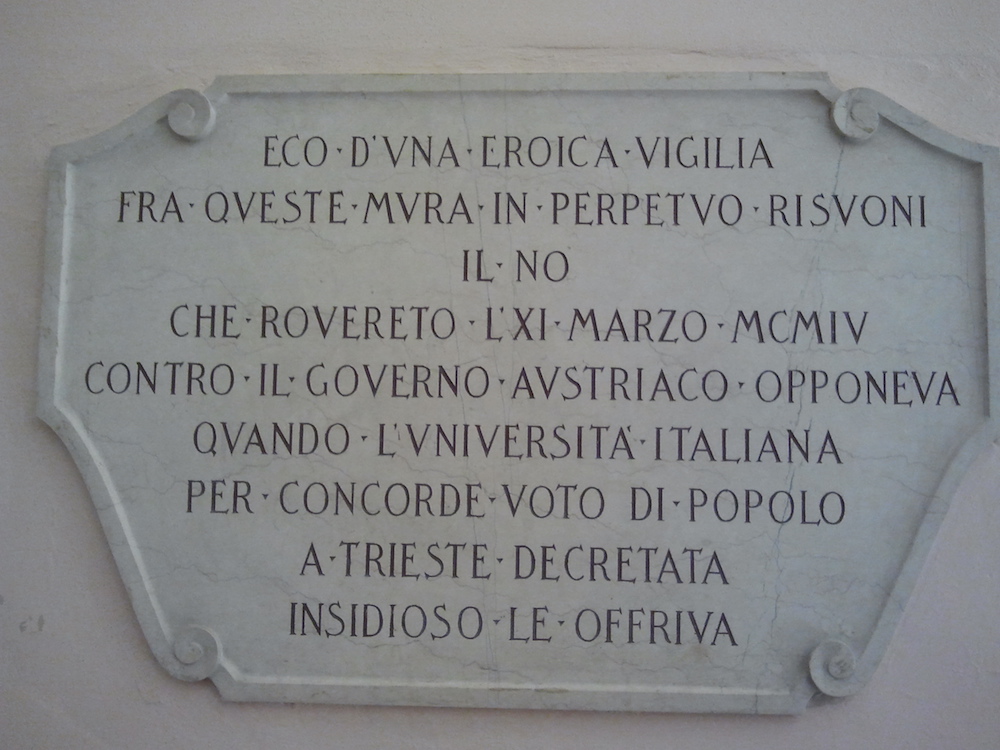 ECO·D'VNA·EROICA·VIGILIA
FRA·QVESTE·MVRA·IN·PERPETVO·RISVONI
IL·NO
CHE·ROVERETO·L'XI·MARZO·MCMIV
CONTRO·IL·GOVERNO·AVSTRIACO·OPPONEVA
QVANDO·L'VNIVERSITÀ·ITALIANA
PER·CONCORDE·VOTO DI·POPOLO
A·TRIESTE·DECRETATA
INSIDIOSO·LE·OFFRIVA